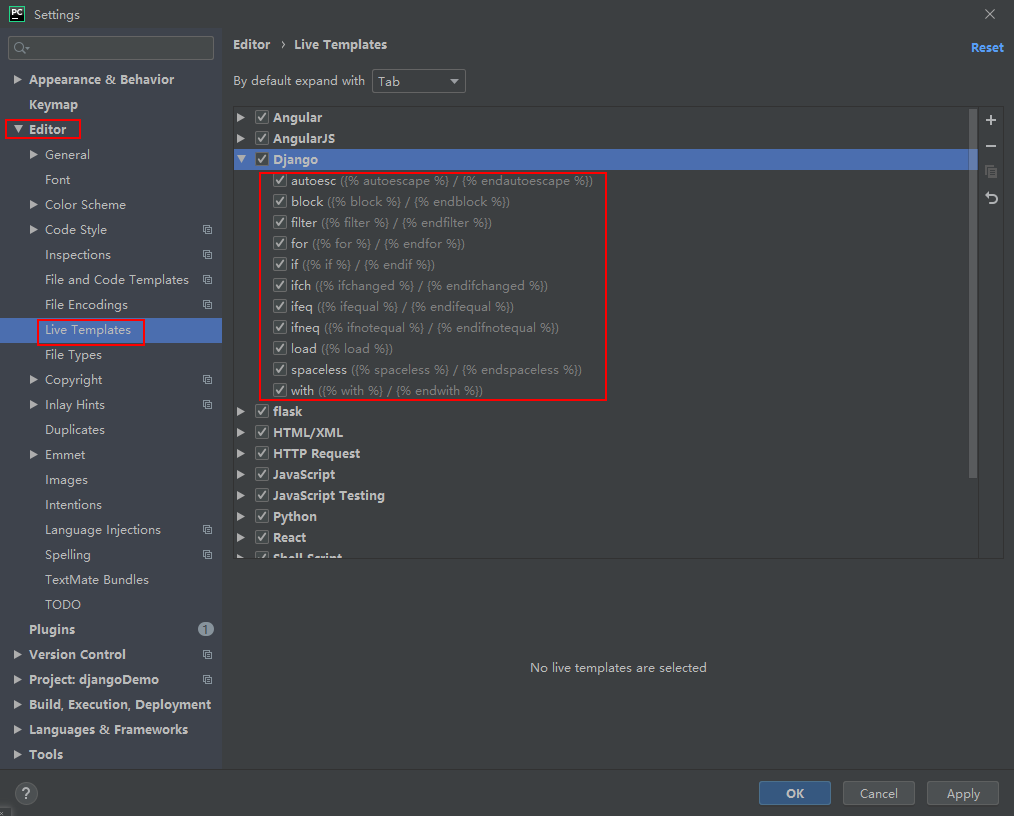 PC Settings
Appearance & Behavior
Keymap
Editor
General
Font
Color Scheme
Code Style
Inspections
File and Code Templates
File Encodings
Live Templates
File Types
Copyright
Inlay Hints
Duplicates
Emmet
Images
Intentions
Language Injections
Spelling
TextMate Bundles
TODO
Plugins 1
Version Control
Project: djangoDemo
Build, Execution, Deployment
Languages & Frameworks
Tools
?
Editor › Live Templates
Reset
By default expand with Tab
Angular
AngularJS
Django
autoesc ({% autoescape %} / {% endautoescape %})
block ({% block %} / {% endblock %})
filter ({% filter %} / {% endfilter %})
for ({% for %} / {% endfor %})
if ({% if %} / {% endif %})
ifch ({% ifchanged %} / {% endifchanged %})
ifeq ({% ifequal %} / {% endifequal %})
ifneq ({% ifnotequal %} / {% endifnotequal %})
load ({% load %})
spaceless ({% spaceless %} / {% endspaceless %})
with ({% with %} / {% endwith %})
flask
HTML/XML
HTTP Request
JavaScript
JavaScript Testing
Python
React
Shell Script
No live templates are selected
OK Cancel Apply